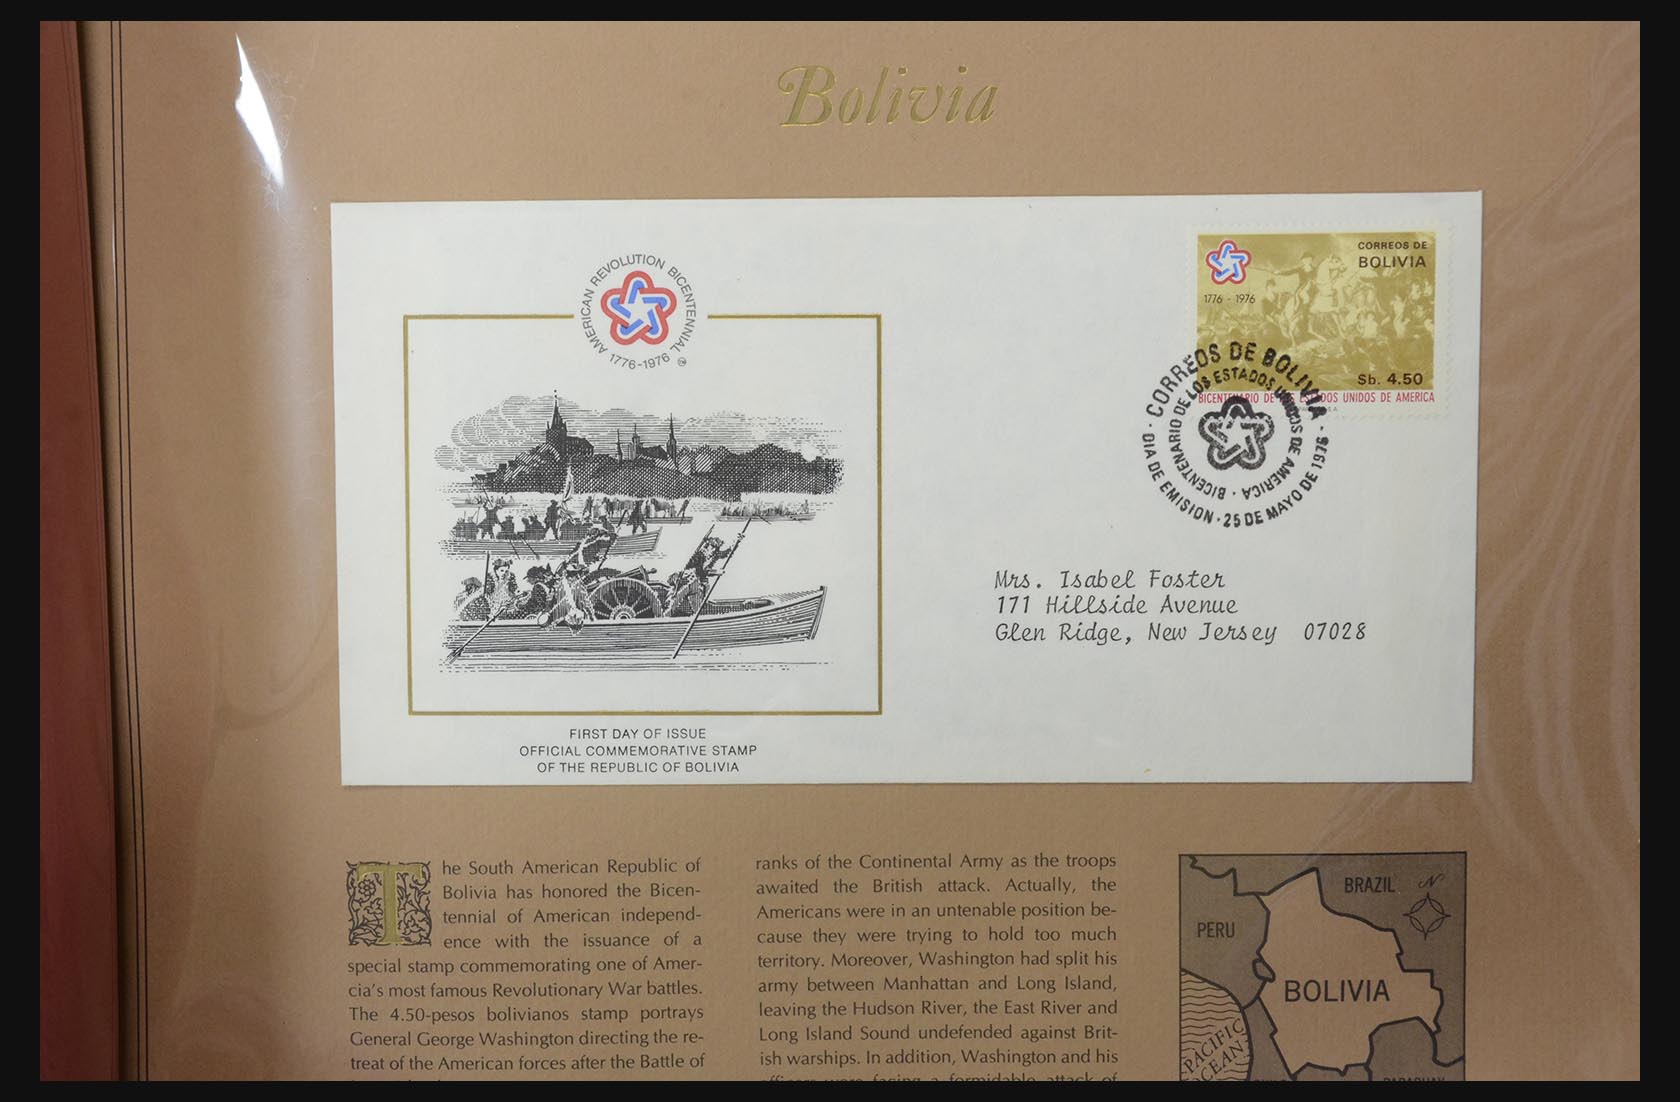 Bolivia
AMERICAN REVOLUTION BICENTENNIAL
1776-1976
CORREOS DE
BOLIVIA
1776 - 1976
Sb. 4.50
BICENTENARIO DE LOS ESTADOS UNIDOS DE AMERICA
· CORREOS DE BOLIVIA ·
BICENTENARIO DE LOS ESTADOS UNIDOS DE AMERICA ·
DIA DE EMISION · 25 DE MAYO DE 1976
Mrs. Isabel Foster
171 Hillside Avenue
Glen Ridge, New Jersey 07028
FIRST DAY OF ISSUE
OFFICIAL COMMEMORATIVE STAMP
OF THE REPUBLIC OF BOLIVIA
The South American Republic of
Bolivia has honored the Bicen-
tennial of American independ-
ence with the issuance of a
special stamp commemorating one of Amer-
cia's most famous Revolutionary War battles.
The 4.50-pesos bolivianos stamp portrays
General George Washington directing the re-
treat of the American forces after the Battle of
ranks of the Continental Army as the troops
awaited the British attack. Actually, the
Americans were in an untenable position be-
cause they were trying to hold too much
territory. Moreover, Washington had split his
army between Manhattan and Long Island,
leaving the Hudson River, the East River and
Long Island Sound undefended against Brit-
ish warships. In addition, Washington and his
officers were facing a formidable attack of
BRAZIL
N
PERU
BOLIVIA
PACIFIC
OCEAN
PARAGUAY